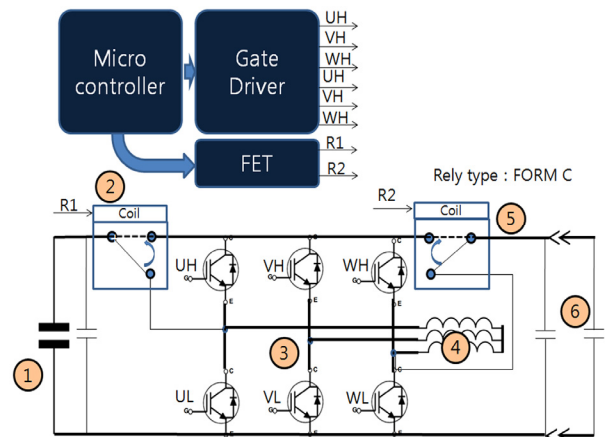 Micro
controller
Gate
Driver
UH
VH
WH
UH
VH
WH
FET
R1
R2
Rely type : FORM C
2
R1
Coil
R2
Coil
5
UH
VH
WH
C
C
C
G
G
G
E
E
E
1
3
4
6
UL
VL
WL
C
C
C
G
G
G
E
E
E